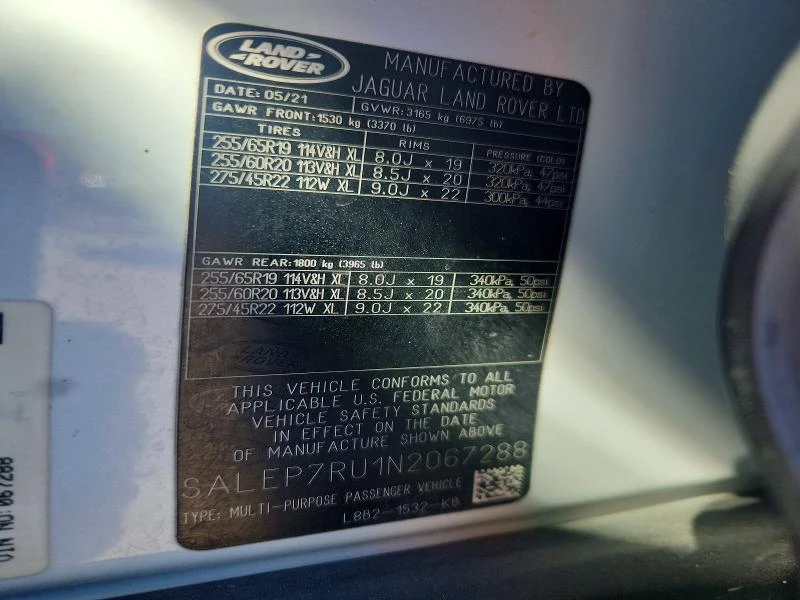 LAND ROVER
MANUFACTURED BY
JAGUAR LAND ROVER LTD
DATE: 05/21
GVWR: 3165 kg (6975 lb)
GAWR FRONT: 1530 kg (3370 lb)
TIRES RIMS PRESSURE (COLD)
255/65R19 114V&H XL 8.0J x 19 320kPa, 47psi
255/60R20 113V&H XL 8.5J x 20 320kPa, 47psi
275/45R22 112W XL 9.0J x 22 300kPa, 44psi
GAWR REAR: 1800 kg (3965 lb)
255/65R19 114V&H XL 8.0J x 19 340kPa, 50psi
255/60R20 113V&H XL 8.5J x 20 340kPa, 50psi
275/45R22 112W XL 9.0J x 22 340kPa, 50psi
LAND ROVER
THIS VEHICLE CONFORMS TO ALL
APPLICABLE U.S. FEDERAL MOTOR
VEHICLE SAFETY STANDARDS
IN EFFECT ON THE DATE
OF MANUFACTURE SHOWN ABOVE
SALEP7RU1N2067288
TYPE: MULTI-PURPOSE PASSENGER VEHICLE
L8B2-1532-KB
VIN NO: 067288